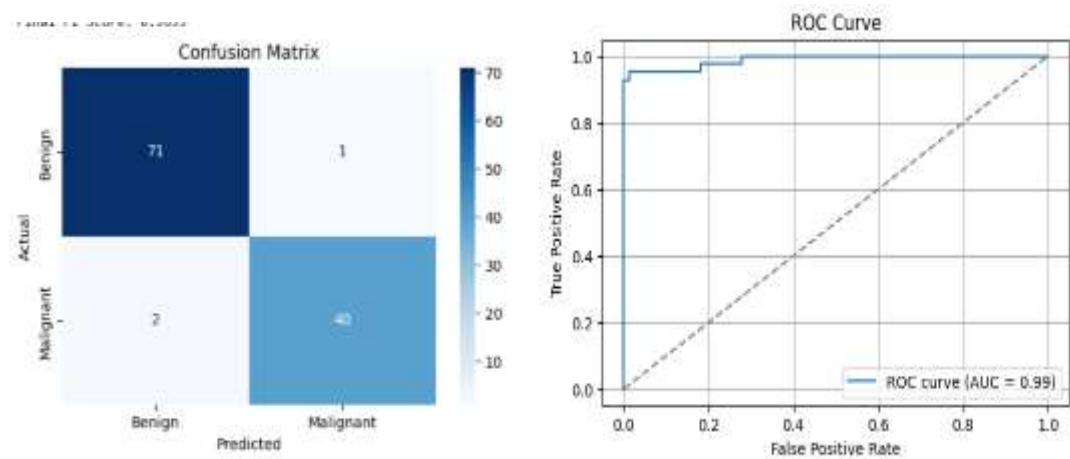 Confusion Matrix
Benign
Malignant
Actual
71
1
2
40
Benign
Malignant
Predicted
70
60
50
40
30
20
10
ROC Curve
True Positive Rate
1.0
0.8
0.6
0.4
0.2
0.0
ROC curve (AUC = 0.99)
0.0
0.2
0.4
0.6
0.8
1.0
False Positive Rate